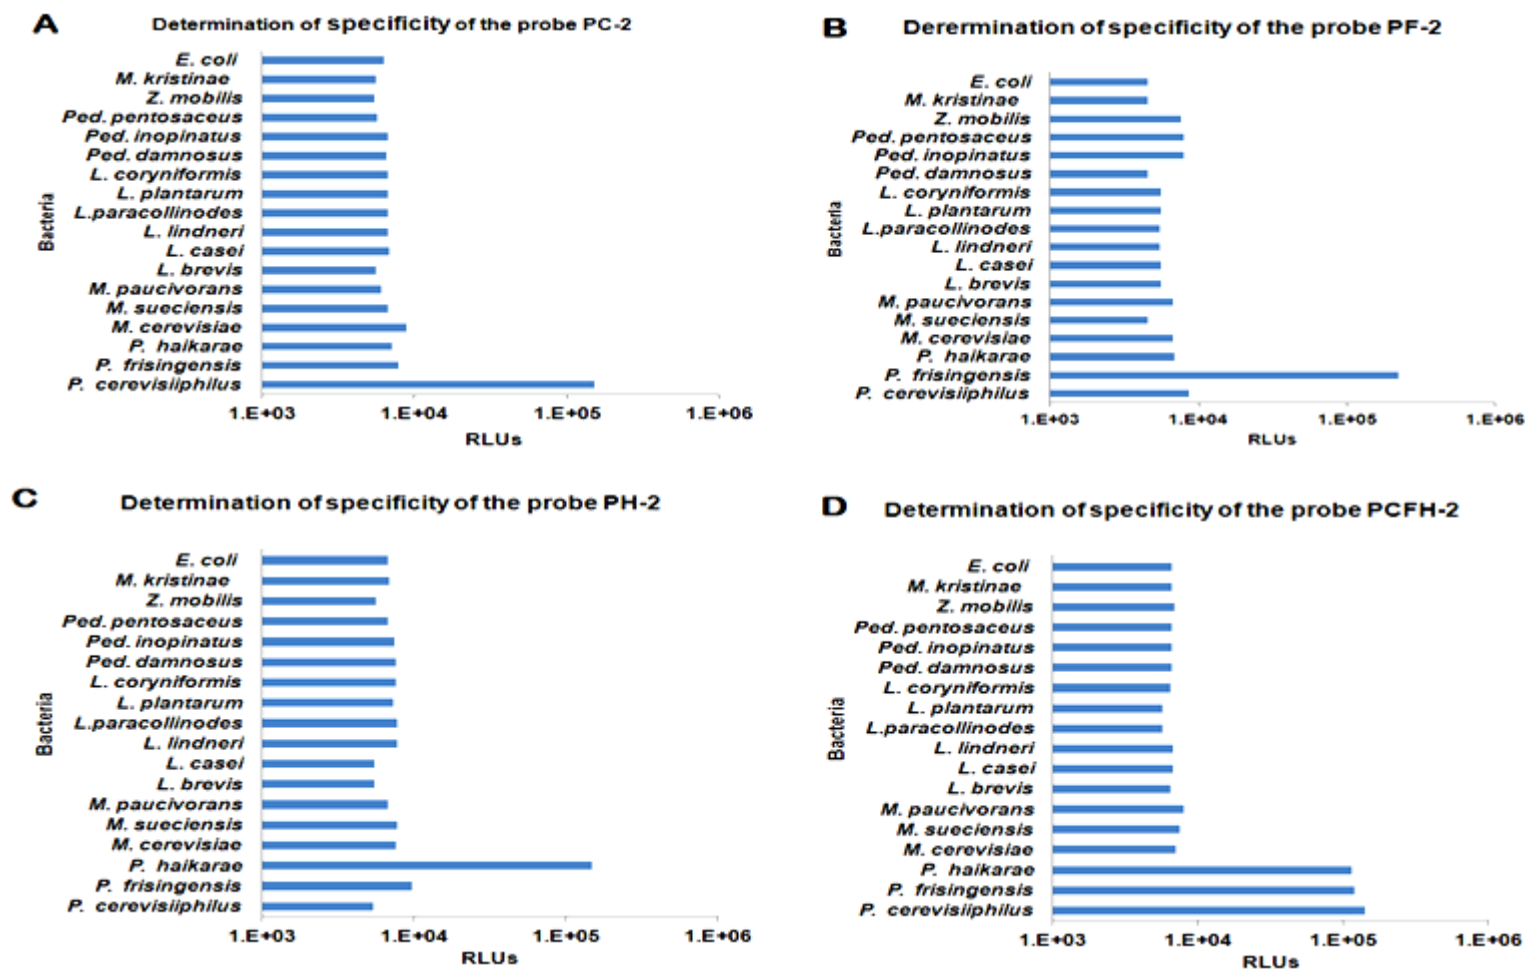 A
Determination of specificity of the probe PC-2
E. coli
M. kristinae
Z. mobilis
Ped. pentosaceus
Ped. inopinatus
Ped. damnosus
L. coryniformis
L. plantarum
L.paracollinodes
L. lindneri
L. casei
L. brevis
M. paucivorans
M. sueciensis
M. cerevisiae
P. haikarae
P. frisingensis
P. cerevisiiphilus
Bacteria
1.E+03 1.E+04 1.E+05 1.E+06
RLUs
B
Derermination of specificity of the probe PF-2
E. coli
M. kristinae
Z. mobilis
Ped. pentosaceus
Ped. inopinatus
Ped. damnosus
L. coryniformis
L. plantarum
L.paracollinodes
L. lindneri
L. casei
L. brevis
M. paucivorans
M. sueciensis
M. cerevisiae
P. haikarae
P. frisingensis
P. cerevisiiphilus
Bacteria
1.E+03 1.E+04 1.E+05 1.E+06
RLUs
C
Determination of specificity of the probe PH-2
E. coli
M. kristinae
Z. mobilis
Ped. pentosaceus
Ped. inopinatus
Ped. damnosus
L. coryniformis
L. plantarum
L.paracollinodes
L. lindneri
L. casei
L. brevis
M. paucivorans
M. sueciensis
M. cerevisiae
P. haikarae
P. frisingensis
P. cerevisiiphilus
Bacteria
1.E+03 1.E+04 1.E+05 1.E+06
RLUs
D
Determination of specificity of the probe PCFH-2
E. coli
M. kristinae
Z. mobilis
Ped. pentosaceus
Ped. inopinatus
Ped. damnosus
L. coryniformis
L. plantarum
L.paracollinodes
L. lindneri
L. casei
L. brevis
M. paucivorans
M. sueciensis
M. cerevisiae
P. haikarae
P. frisingensis
P. cerevisiiphilus
Bacteria
1.E+03 1.E+04 1.E+05 1.E+06
RLUs